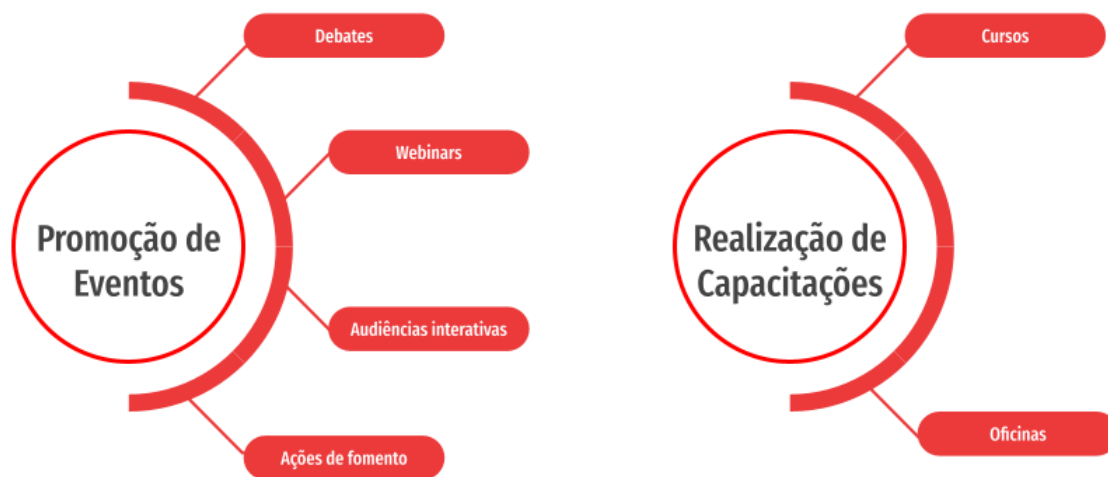 Promoção de
Eventos
Debates
Webinars
Audiências interativas
Ações de fomento
Realização de
Capacitações
Cursos
Oficinas